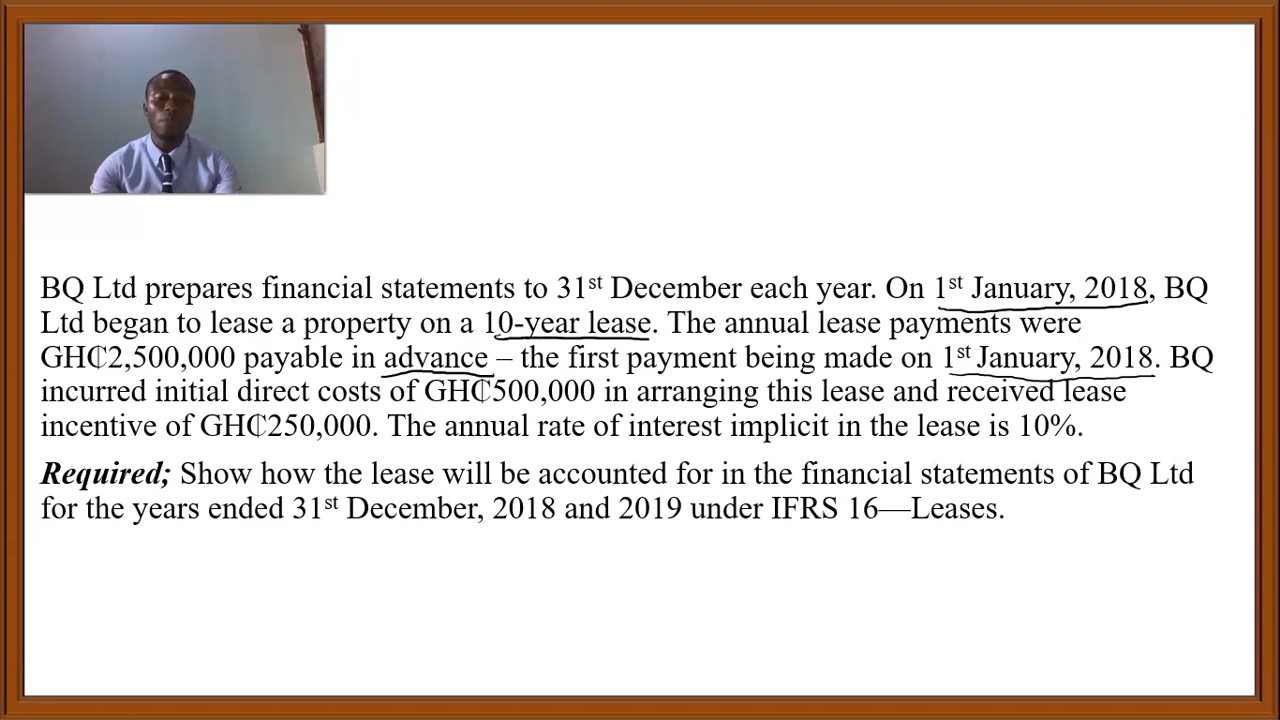 BQ Ltd prepares financial statements to 31st December each year. On 1st January, 2018, BQ
Ltd began to lease a property on a 10-year lease. The annual lease payments were
GH₵2,500,000 payable in advance – the first payment being made on 1st January, 2018. BQ
incurred initial direct costs of GH₵500,000 in arranging this lease and received lease
incentive of GH₵250,000. The annual rate of interest implicit in the lease is 10%.
Required; Show how the lease will be accounted for in the financial statements of BQ Ltd
for the years ended 31st December, 2018 and 2019 under IFRS 16—Leases.